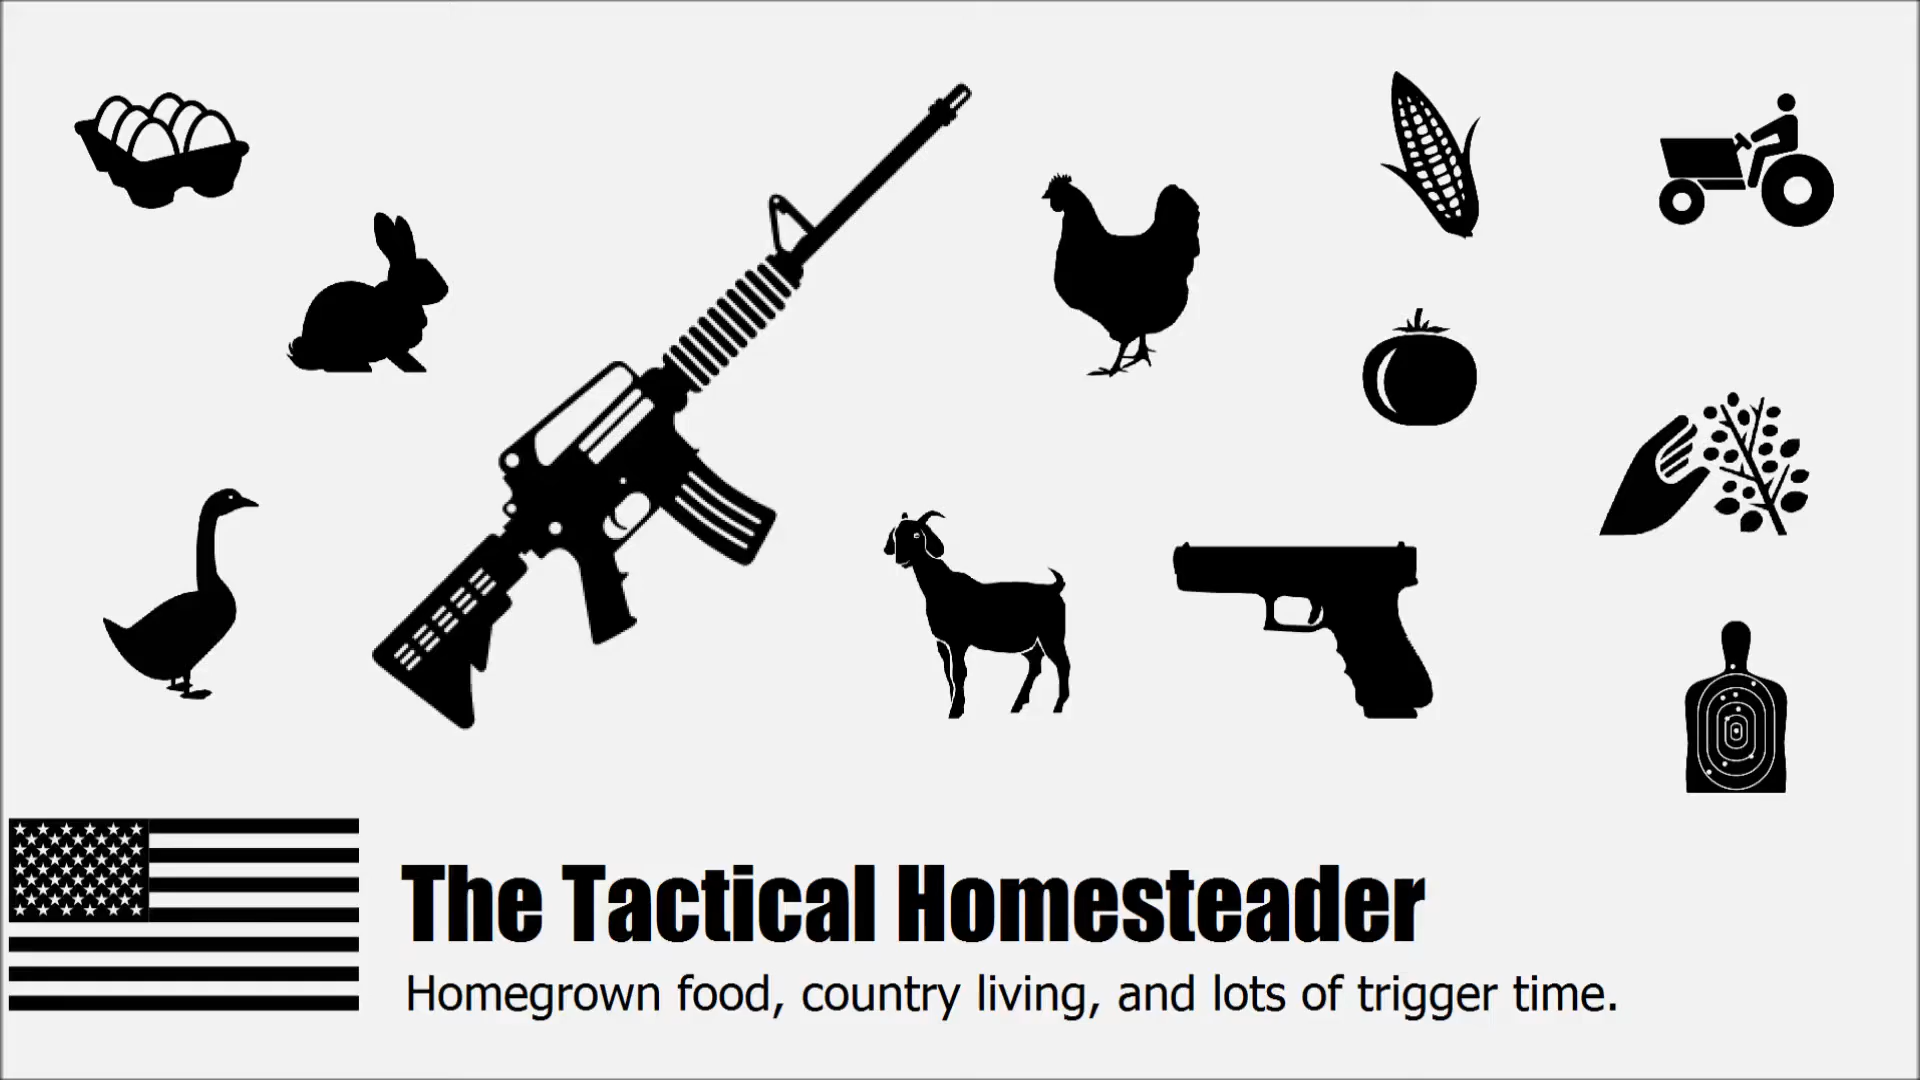 The Tactical Homesteader
Homegrown food, country living, and lots of trigger time.